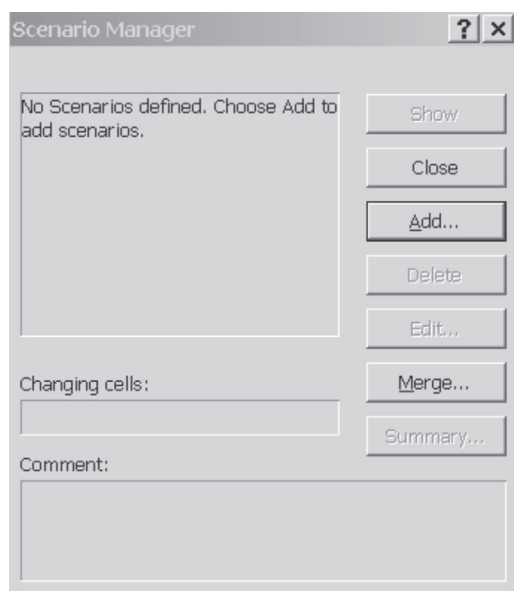 Scenario Manager
? ×
No Scenarios defined. Choose Add to
add scenarios.
Show
Close
Add...
Delete
Edit...
Merge...
Summary...
Changing cells:
Comment: